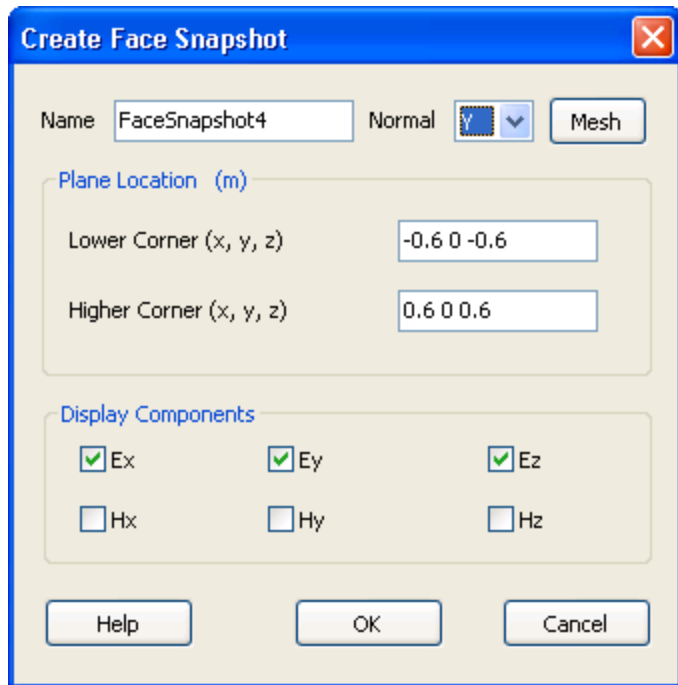 Create Face Snapshot
Name FaceSnapshot4 Normal Y Mesh
Plane Location (m)
Lower Corner (x, y, z) -0.6 0 -0.6
Higher Corner (x, y, z) 0.6 0 0.6
Display Components
Ex Ey Ez
Hx Hy Hz
Help OK Cancel